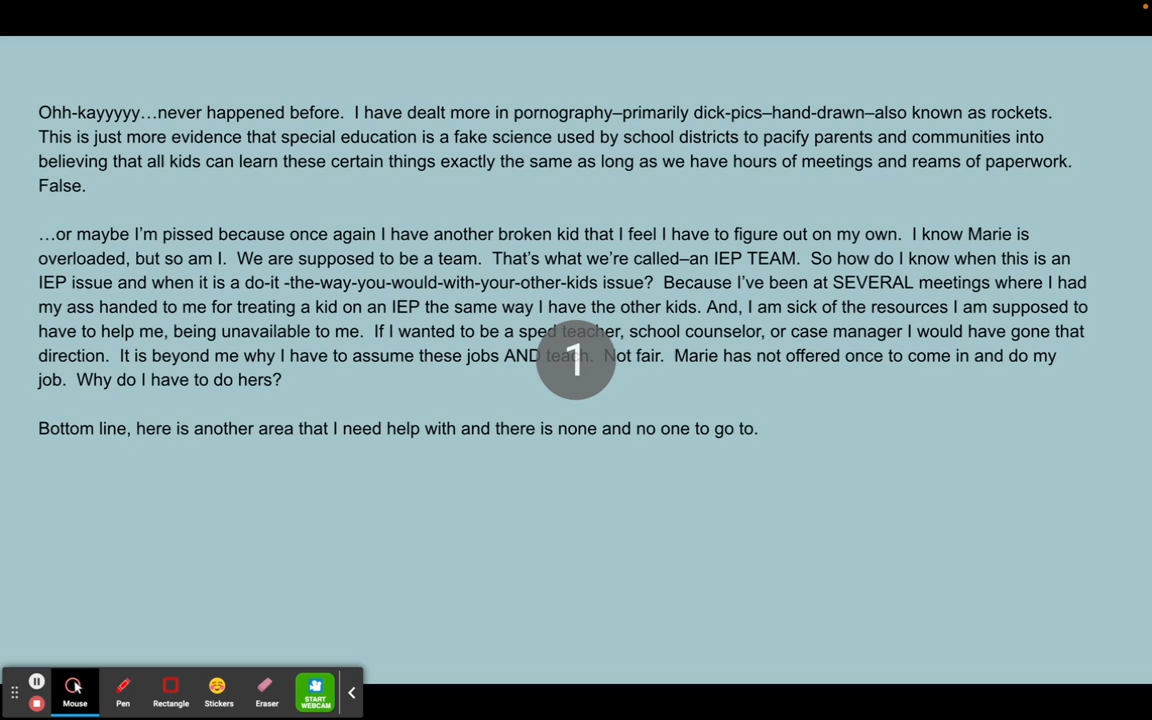 Ohh-kayyyyy…never happened before.  I have dealt more in pornography–primarily dick-pics–hand-drawn–also known as rockets.
This is just more evidence that special education is a fake science used by school districts to pacify parents and communities into
believing that all kids can learn these certain things exactly the same as long as we have hours of meetings and reams of paperwork.
False.
…or maybe I'm pissed because once again I have another broken kid that I feel I have to figure out on my own.  I know Marie is
overloaded, but so am I.  We are supposed to be a team.  That's what we're called–an IEP TEAM.  So how do I know when this is an
IEP issue and when it is a do-it -the-way-you-would-with-your-other-kids issue?  Because I've been at SEVERAL meetings where I had
my ass handed to me for treating a kid on an IEP the same way I have the other kids. And, I am sick of the resources I am supposed to
have to help me, being unavailable to me.  If I wanted to be a sped teacher, school counselor, or case manager I would have gone that
direction.  It is beyond me why I have to assume these jobs AND teach.  Not fair.  Marie has not offered once to come in and do my
job.  Why do I have to do hers?
1
Bottom line, here is another area that I need help with and there is none and no one to go to.
Mouse
Pen
Rectangle
Stickers
Eraser
START
WEBCAM